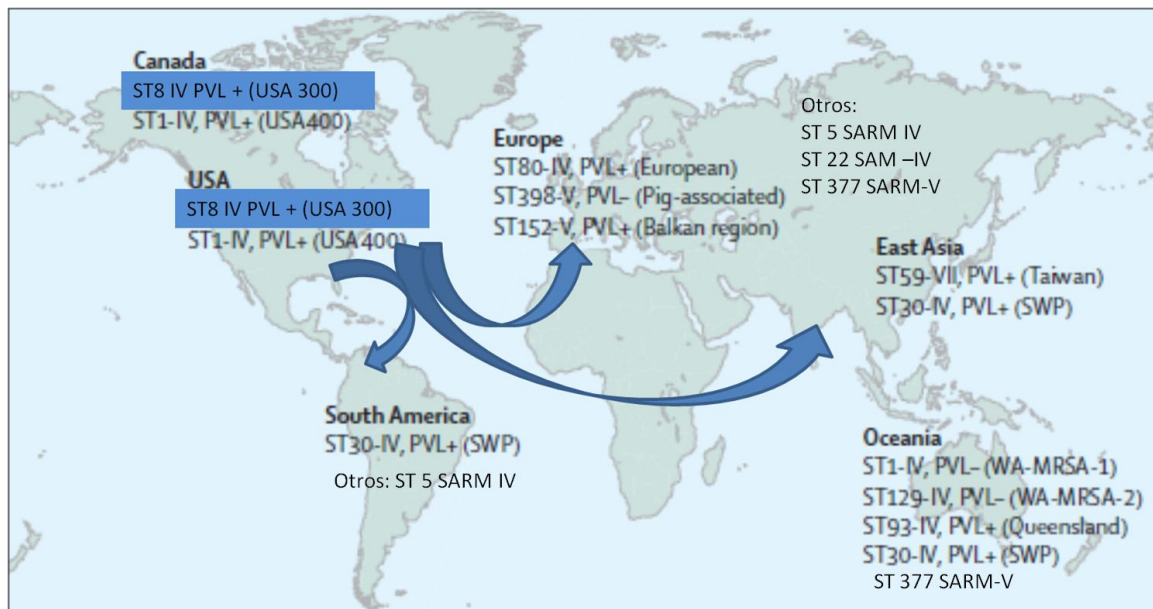 Canada
ST8 IV PVL + (USA 300)
ST1-IV, PVL+ (USA400)
USA
ST8 IV PVL + (USA 300)
ST1-IV, PVL+ (USA400)
Europe
ST80-IV, PVL+ (European)
ST398-V, PVL– (Pig-associated)
ST152-V, PVL+ (Balkan region)
Otros:
ST 5 SARM IV
ST 22 SAM –IV
ST 377 SARM-V
East Asia
ST59-VII, PVL+ (Taiwan)
ST30-IV, PVL+ (SWP)
South America
ST30-IV, PVL+ (SWP)
Otros: ST 5 SARM IV
Oceania
ST1-IV, PVL– (WA-MRSA-1)
ST129-IV, PVL– (WA-MRSA-2)
ST93-IV, PVL+ (Queensland)
ST30-IV, PVL+ (SWP)
ST 377 SARM-V